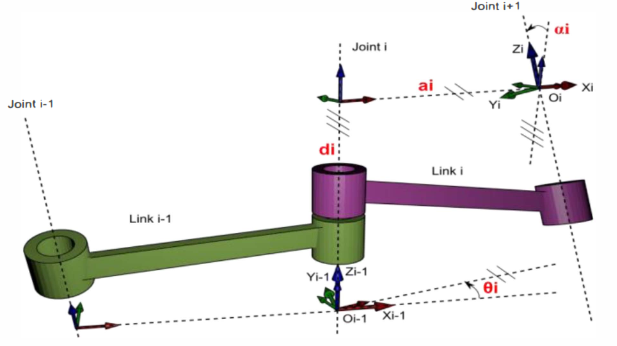 Joint i+1
αi
Joint i
Zi
ai
Xi
Yi
Oi
Joint i-1
di
Link i
Link i-1
Yi-1
Zi-1
θi
Oi-1
Xi-1